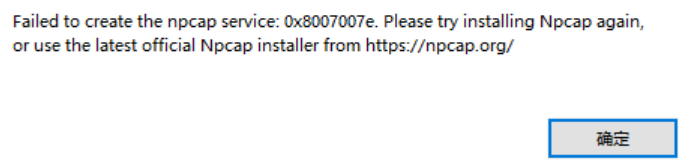 Failed to create the npcap service: 0x8007007e. Please try installing Npcap again,
or use the latest official Npcap installer from https://npcap.org/
确定